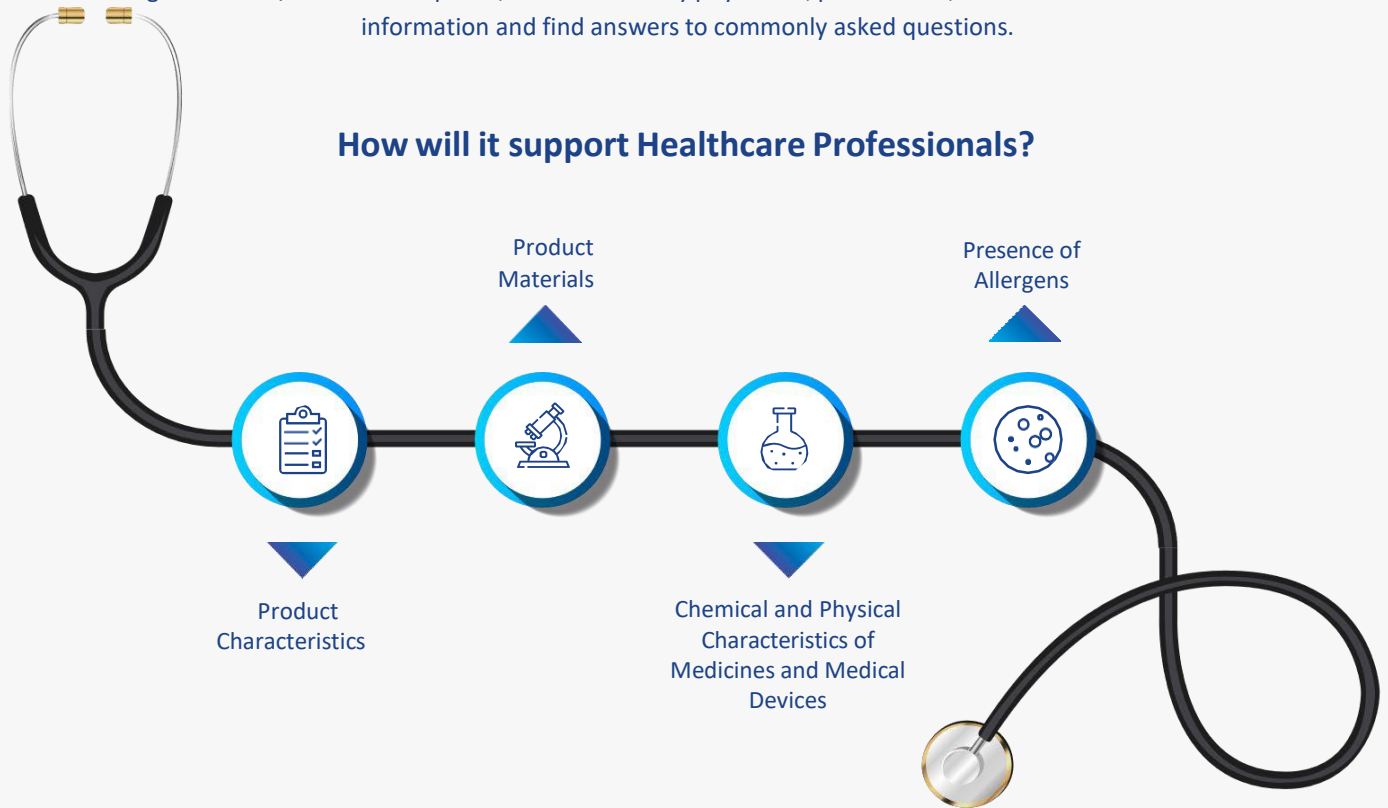 information and find answers to commonly asked questions.
How will it support Healthcare Professionals?
Product
Materials
Presence of
Allergens
Product
Characteristics
Chemical and Physical
Characteristics of
Medicines and Medical
Devices